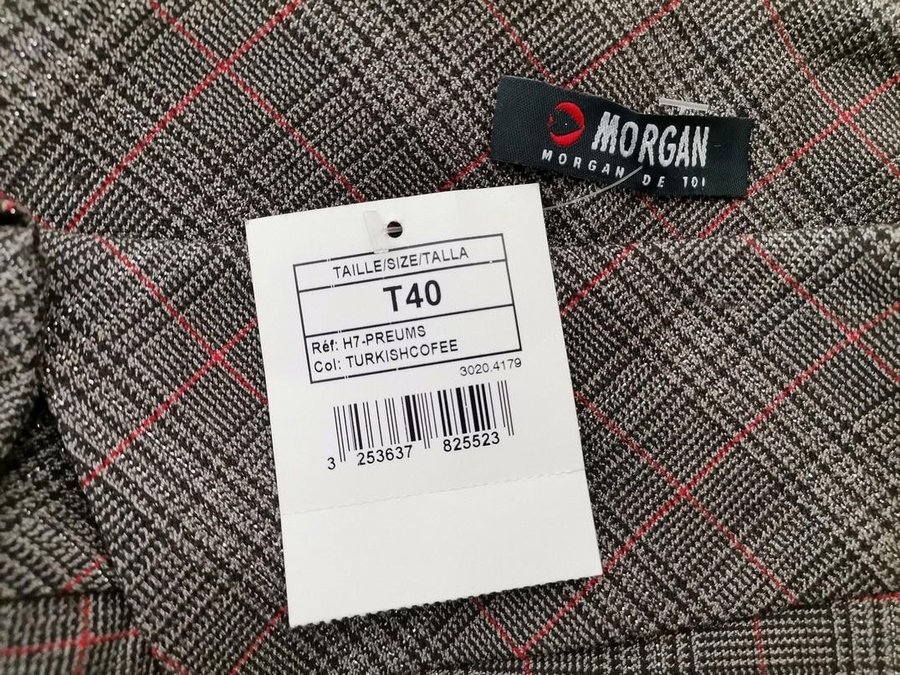 MORGAN
MORGAN DE TOI
TAILLE/SIZE/TALLA
T40
Réf: H7-PREUMS
Col: TURKISHCOFEE
3020.4179
3 253637 825523